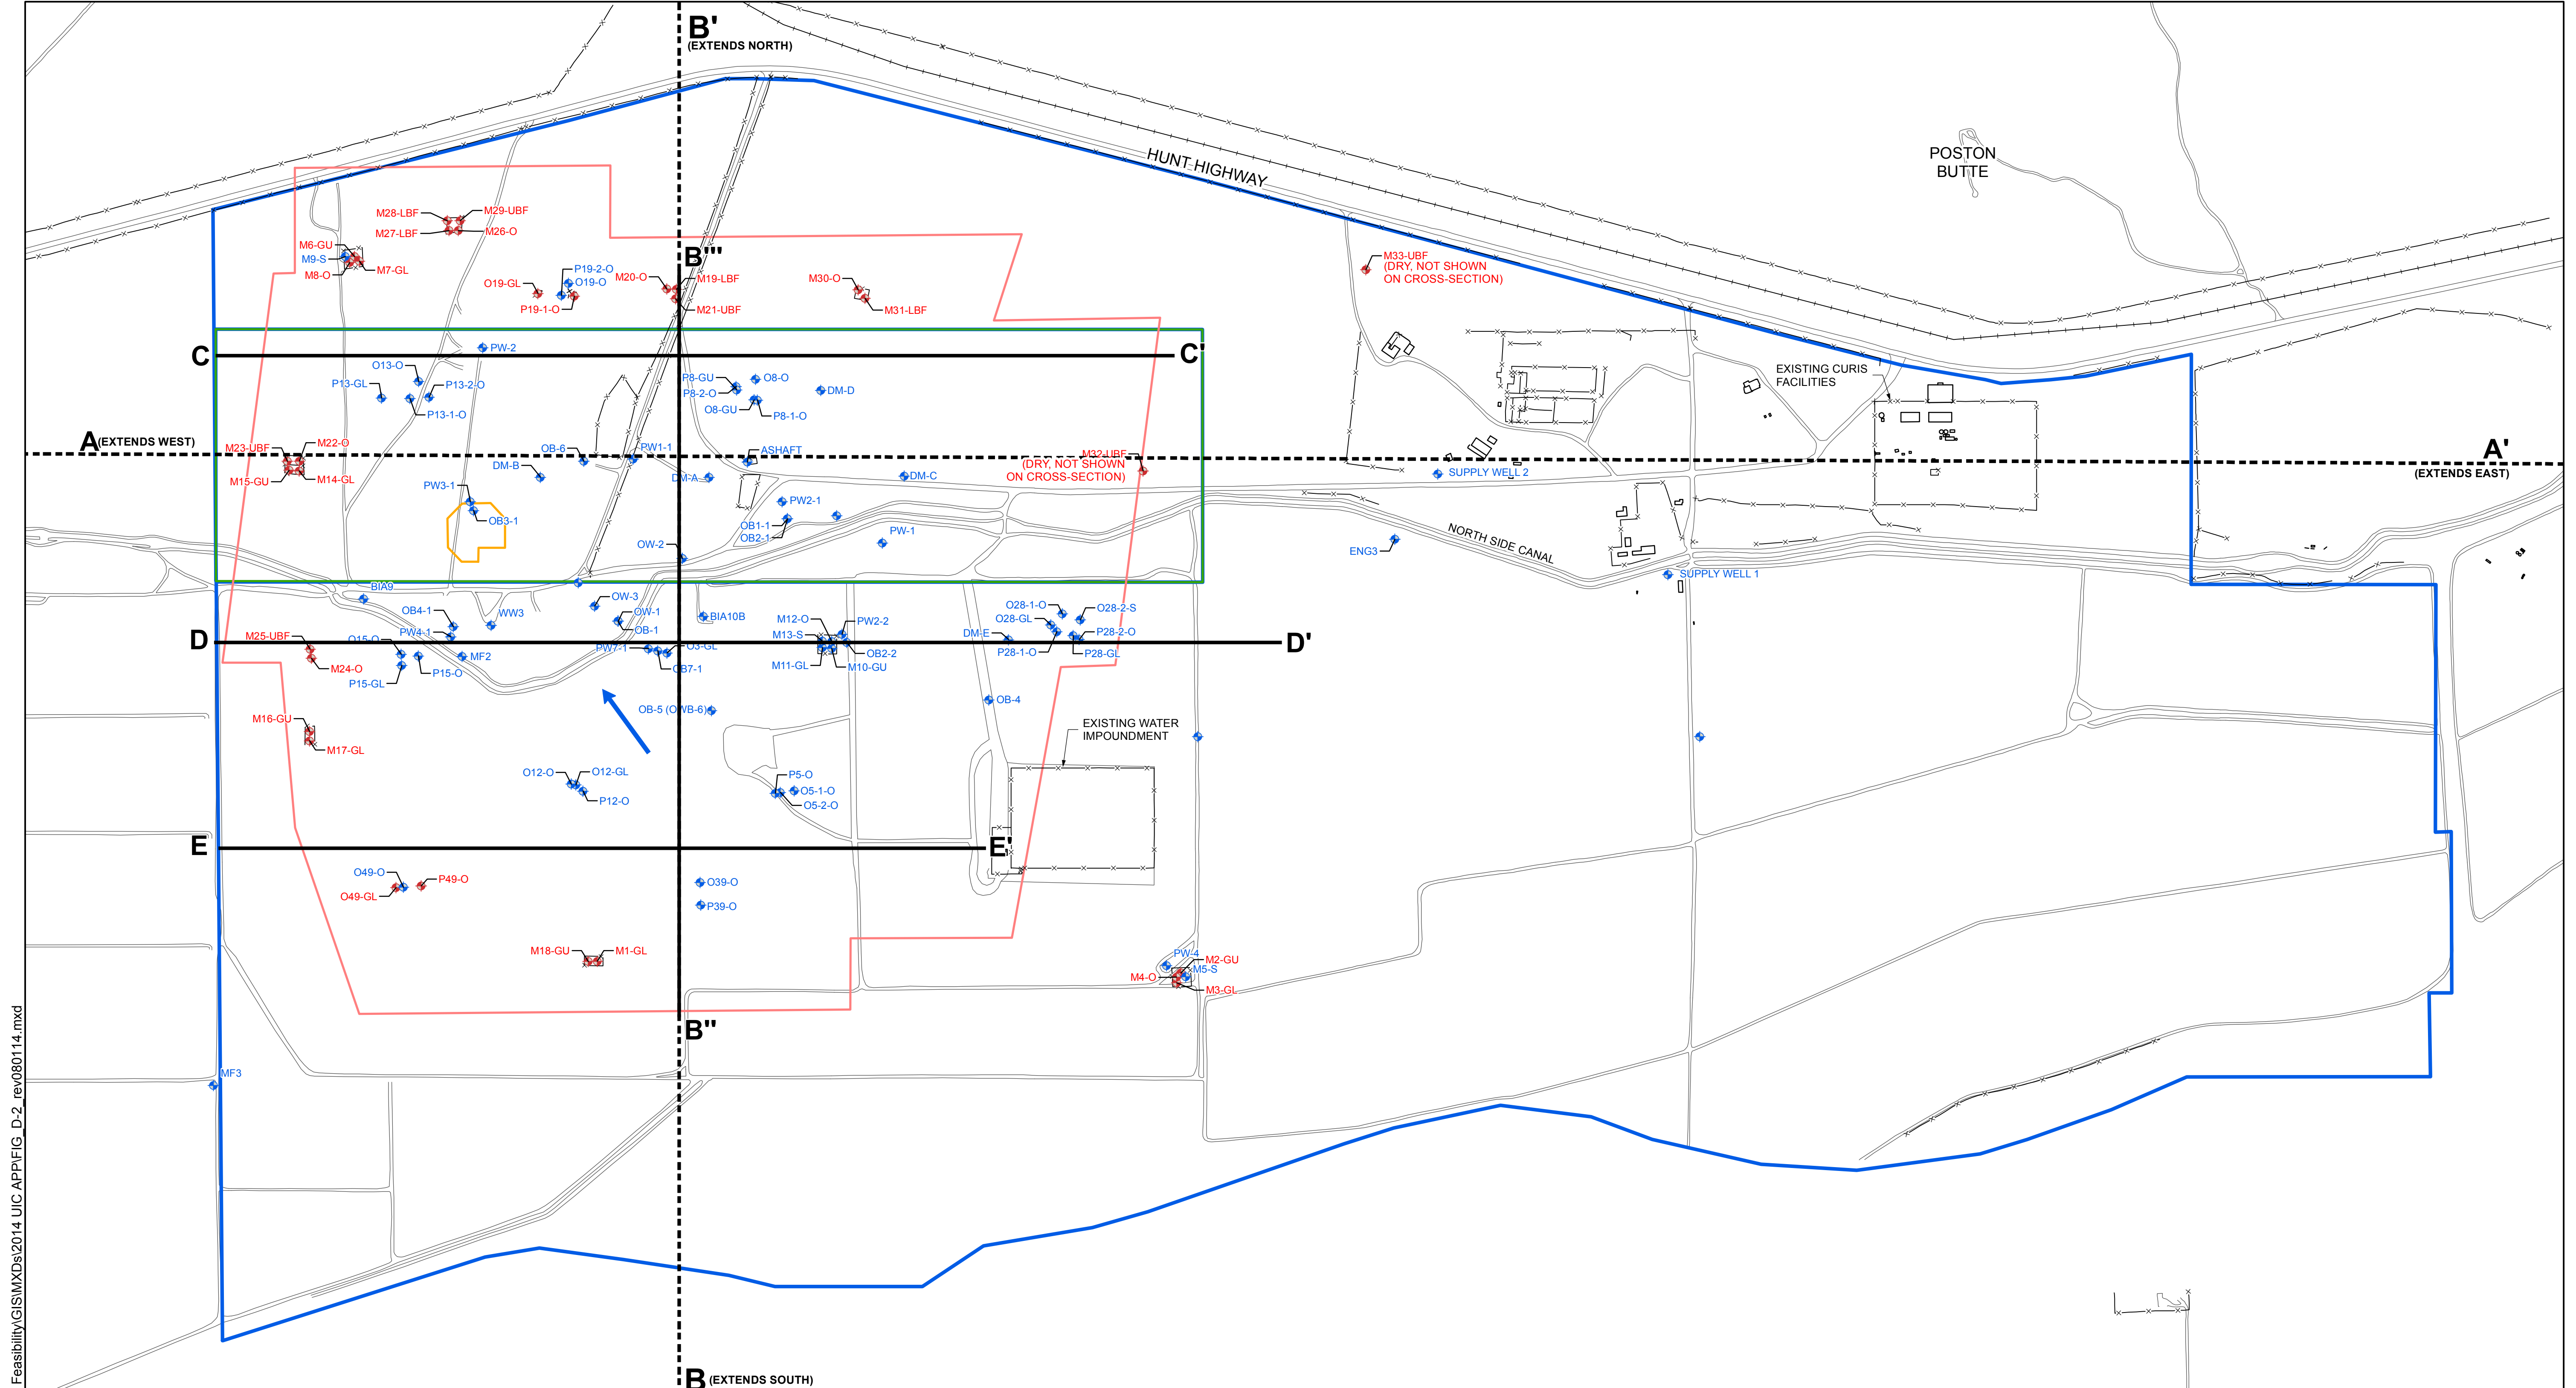 B'
(EXTENDS NORTH)
HUNT HIGHWAY
POSTON
BUTTE
M28-LBF
M29-UBF
M27-LBF
M26-O
M6-GU
M9-S
M8-O
M7-GL
B'''
P19-2-O
O19-O
O19-GL
P19-1-O
M20-O
M19-LBF
M21-UBF
M30-O
M31-LBF
M33-UBF
(DRY, NOT SHOWN
ON CROSS-SECTION)
C
C'
PW-2
O13-O
P13-GL
P13-2-O
P13-1-O
P8-GU
O8-O
P8-2-O
DM-D
O8-GU
P8-1-O
EXISTING CURIS
FACILITIES
A
(EXTENDS WEST)
A'
(EXTENDS EAST)
M23-UBF
M22-O
M15-GU
M14-GL
OB-6
PW1-1
DM-B
ASHAFT
DM-A
DM-C
M32-UBF
(DRY, NOT SHOWN
ON CROSS-SECTION)
SUPPLY WELL 2
PW3-1
OB3-1
PW2-1
OB1-1
OB2-1
PW-1
OW-2
NORTH SIDE CANAL
ENG3
SUPPLY WELL 1
BIA9
OB4-1
WW3
PW4-1
OW-3
OW-1
OB-1
BIA10B
M12-O
PW2-2
M13-S
OB2-2
M11-GL
M10-GU
O28-1-O
O28-2-S
O28-GL
P28-2-O
DM-E
P28-1-O
P28-GL
D
D'
M25-UBF
M24-O
O15-O
MF2
P15-O
P15-GL
PW7-1
O3-GL
OB7-1
OB-4
OB-5 (OWB-6)
M16-GU
M17-GL
EXISTING WATER
IMPOUNDMENT
O12-O
O12-GL
P12-O
P5-O
O5-1-O
O5-2-O
E
E'
O49-O
P49-O
O49-GL
O39-O
P39-O
M18-GU
M1-GL
PW-4
M2-GU
M5-S
M4-O
M3-GL
B''
MF3
B
(EXTENDS SOUTH)
Feasibility\GIS\MXDs\2014 UIC APP\FIG_D-2_rev080114.mxd